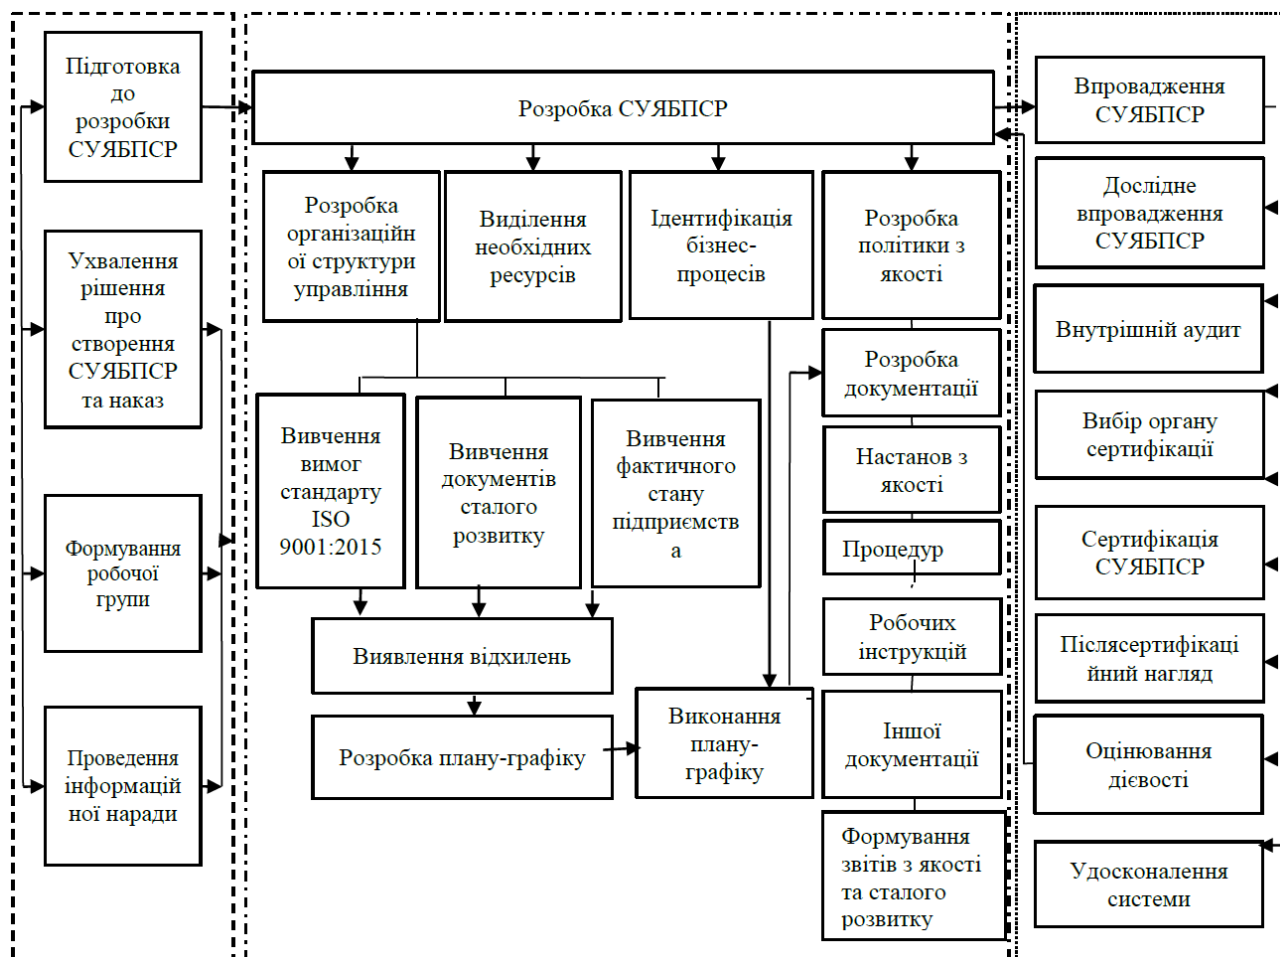 Підготовка
до
розробки
СУЯБПСР
Ухвалення
рішення
про
створення
СУЯБПСР
та наказ
Формування
робочої
групи
Проведення
інформацій
ної наради
Розробка СУЯБПСР
Розробка
організаційн
ої структури
управління
Виділення
необхідних
ресурсів
Ідентифікація
бізнес-
процесів
Розробка
політики з
якості
Вивчення
вимог
стандарту
ISO
9001:2015
Вивчення
документів
сталого
розвитку
Вивчення
фактичного
стану
підприємств
а
Виявлення відхилень
Розробка плану-графіку
Виконання
плану-
графіку
Розробка
документації
Настанов з
якості
Процедур
Робочих
інструкцій
Іншої
документації
Формування
звітів з якості
та сталого
розвитку
Впровадження
СУЯБПСР
Дослідне
впровадження
СУЯБПСР
Внутрішній аудит
Вибір органу
сертифікації
Сертифікація
СУЯБПСР
Післясертифікаці
йний нагляд
Оцінювання
дієвості
Удосконалення
системи